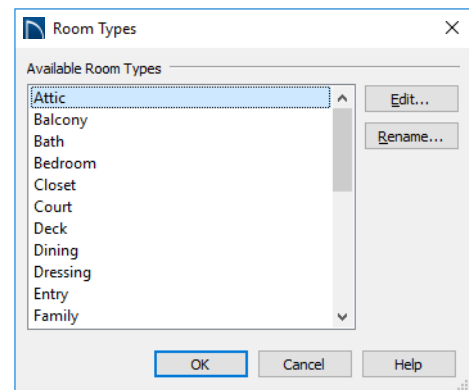 Room Types
Available Room Types
Attic
Balcony
Bath
Bedroom
Closet
Court
Deck
Dining
Dressing
Entry
Family
Edit...
Rename...
OK
Cancel
Help